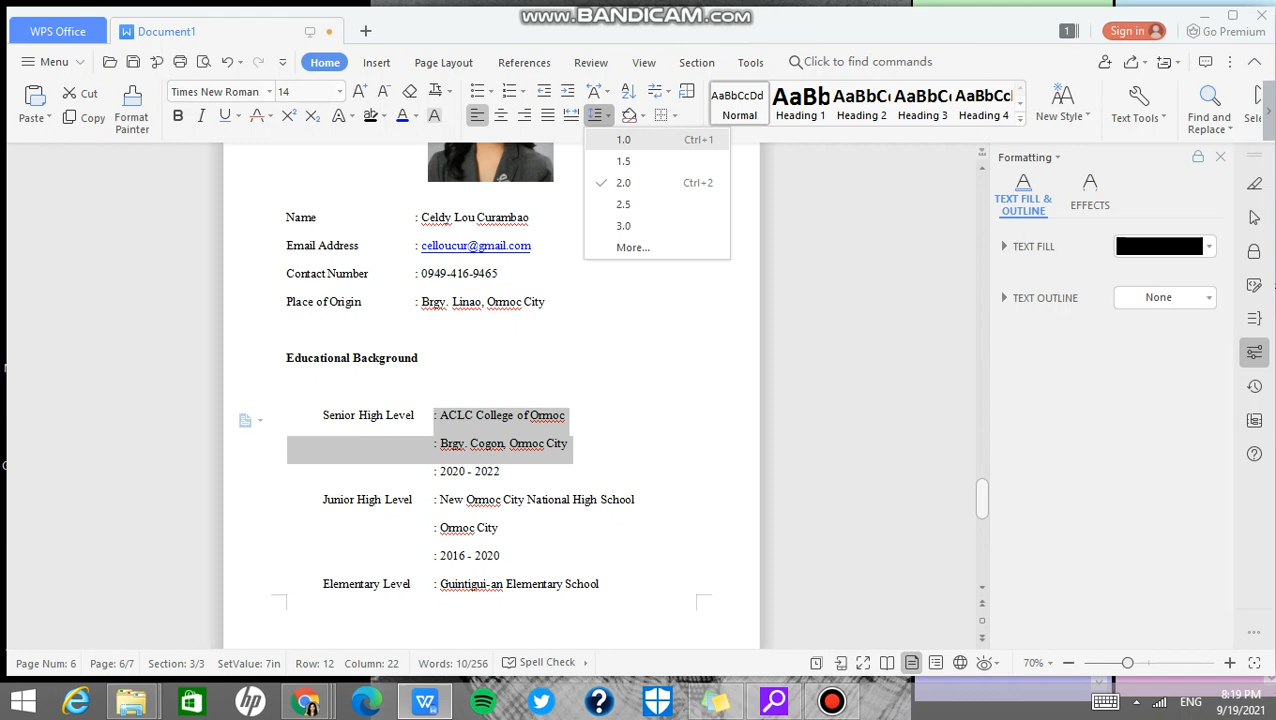 www.BANDICAM.com
WPS Office
Document1
1
Sign in
Go Premium
Menu
Home
Insert
Page Layout
References
Review
View
Section
Tools
Click to find commands
Paste
Cut
Copy
Format Painter
Times New Roman
14
AaBbCcDd
Normal
AaBb
Heading 1
AaBbC
Heading 2
AaBbC
Heading 3
AaBbC
Heading 4
New Style
Text Tools
Find and Replace
Sel
1.0 Ctrl+1
1.5
2.0 Ctrl+2
2.5
3.0
More...
Formatting
TEXT FILL & OUTLINE
EFFECTS
TEXT FILL
TEXT OUTLINE
None
Name : Celdy Lou Curambao
Email Address : celloucur@gmail.com
Contact Number : 0949-416-9465
Place of Origin : Brgy. Linao, Ormoc City
Educational Background
Senior High Level : ACLC College of Ormoc
: Brgy. Cogon, Ormoc City
: 2020 - 2022
Junior High Level : New Ormoc City National High School
: Ormoc City
: 2016 - 2020
Elementary Level : Guintigui-an Elementary School
Page Num: 6
Page: 6/7
Section: 3/3
SetValue: 7in
Row: 12
Column: 22
Words: 10/256
Spell Check
70%
ENG
8:19 PM
9/19/2021